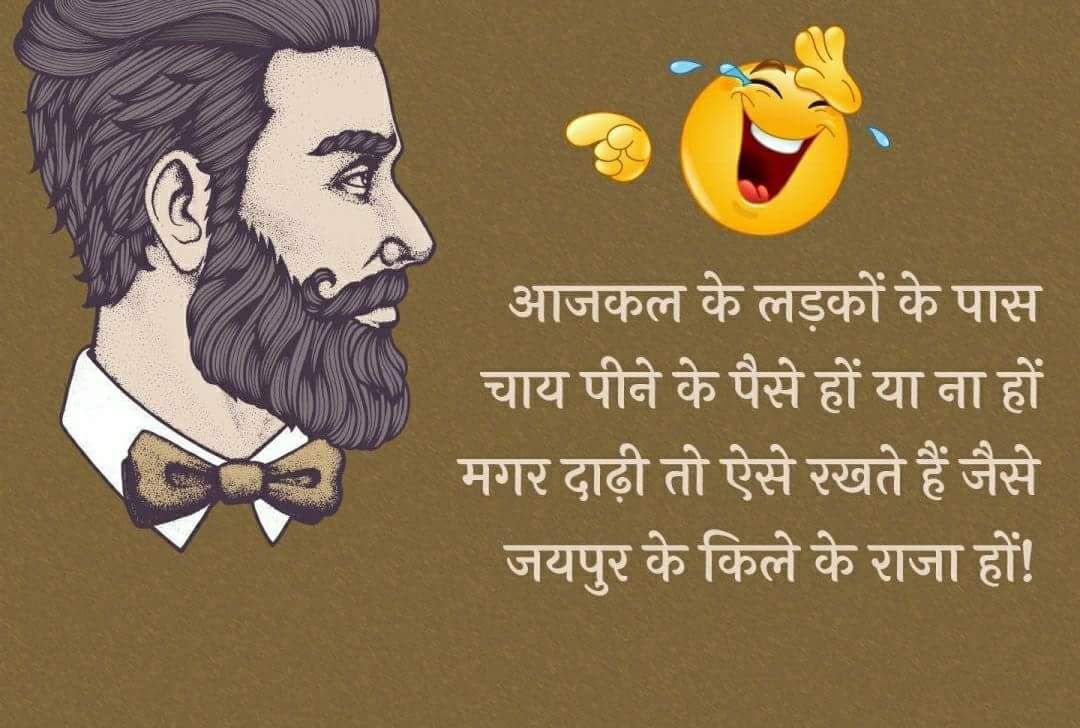 आजकल के लड़कों के पास
चाय पीने के पैसे हों या ना हों
मगर दाढ़ी तो ऐसे रखते हैं जैसे
जयपुर के किले के राजा हों!